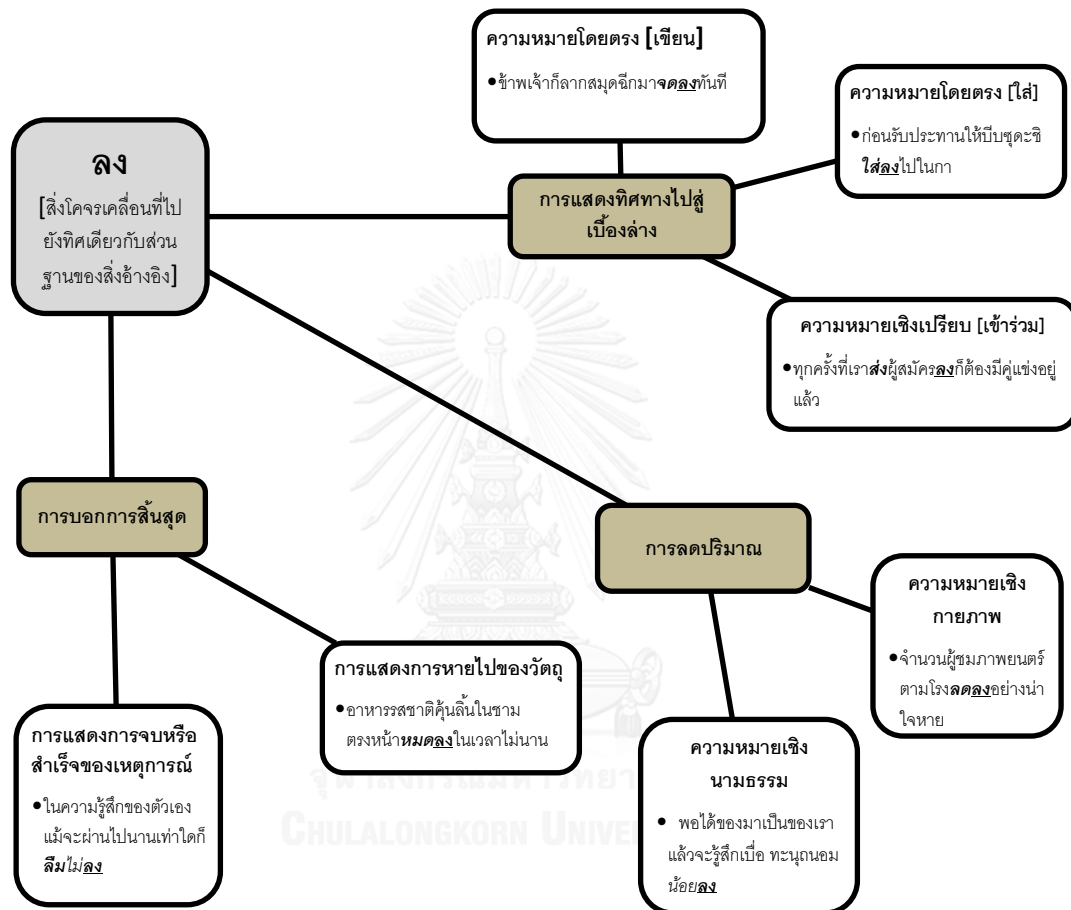 ความหมายโดยตรง [เขียน]
•ข้าพเจ้าก็ลากสมุดฉีกมาจดลงทันที
ความหมายโดยตรง [ใส่]
•ก่อนรับประทานให้บีบซุดะชิ
ใส่ลงไปในกา
ลง
[สิ่งโคจรเคลื่อนที่ไป
ยังทิศเดียวกับส่วน
ฐานของสิ่งอ้างอิง]
การแสดงทิศทางไปสู่
เบื้องล่าง
ความหมายเชิงเปรียบ [เข้าร่วม]
•ทุกครั้งที่เราส่งผู้สมัครลงก็ต้องมีคู่แข่งอยู่
แล้ว
การบอกการสิ้นสุด
การลดปริมาณ
ความหมายเชิง
กายภาพ
•จำนวนผู้ชมภาพยนตร์
ตามโรงลดลงอย่างน่า
ใจหาย
การแสดงการหายไปของวัตถุ
•อาหารรสชาติคุ้นลิ้นในชาม
ตรงหน้าหมดลงในเวลาไม่นาน
การแสดงการจบหรือ
สำเร็จของเหตุการณ์
•ในความรู้สึกของตัวเอง
แม้จะผ่านไปนานเท่าใดก็
ลืมไม่ลง
ความหมายเชิง
นามธรรม
• พอได้ของมาเป็นของเรา
แล้วจะรู้สึกเบื่อ ทะนุถนอม
น้อยลง
จุฬาลงกรณ์มหาวิทยา
CHULALONGKORN UNIVE